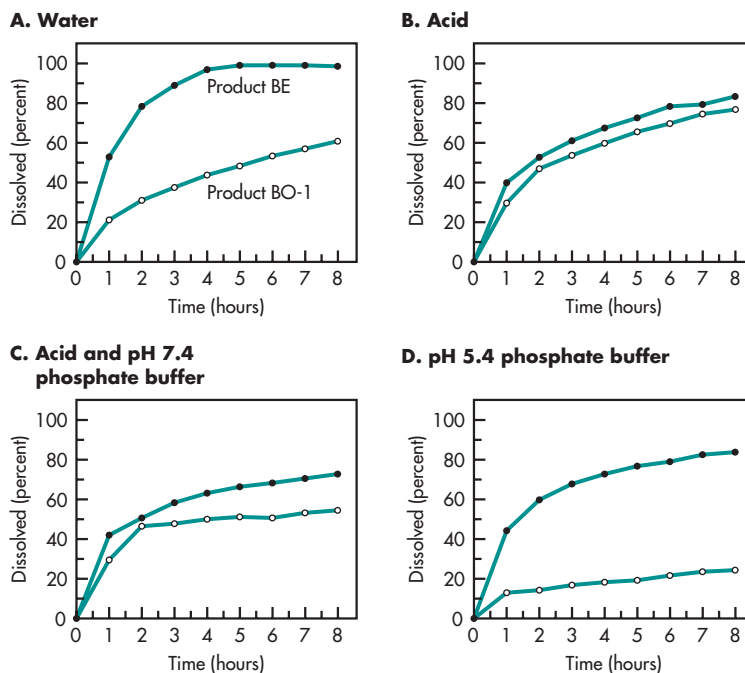 A. Water
100
80
60
40
20
0
Dissolved (percent)
Product BE
Product BO-1
0 1 2 3 4 5 6 7 8
Time (hours)
B. Acid
100
80
60
40
20
0
Dissolved (percent)
0 1 2 3 4 5 6 7 8
Time (hours)
C. Acid and pH 7.4
phosphate buffer
100
80
60
40
20
0
Dissolved (percent)
0 1 2 3 4 5 6 7 8
Time (hours)
D. pH 5.4 phosphate buffer
100
80
60
40
20
0
Dissolved (percent)
0 1 2 3 4 5 6 7 8
Time (hours)